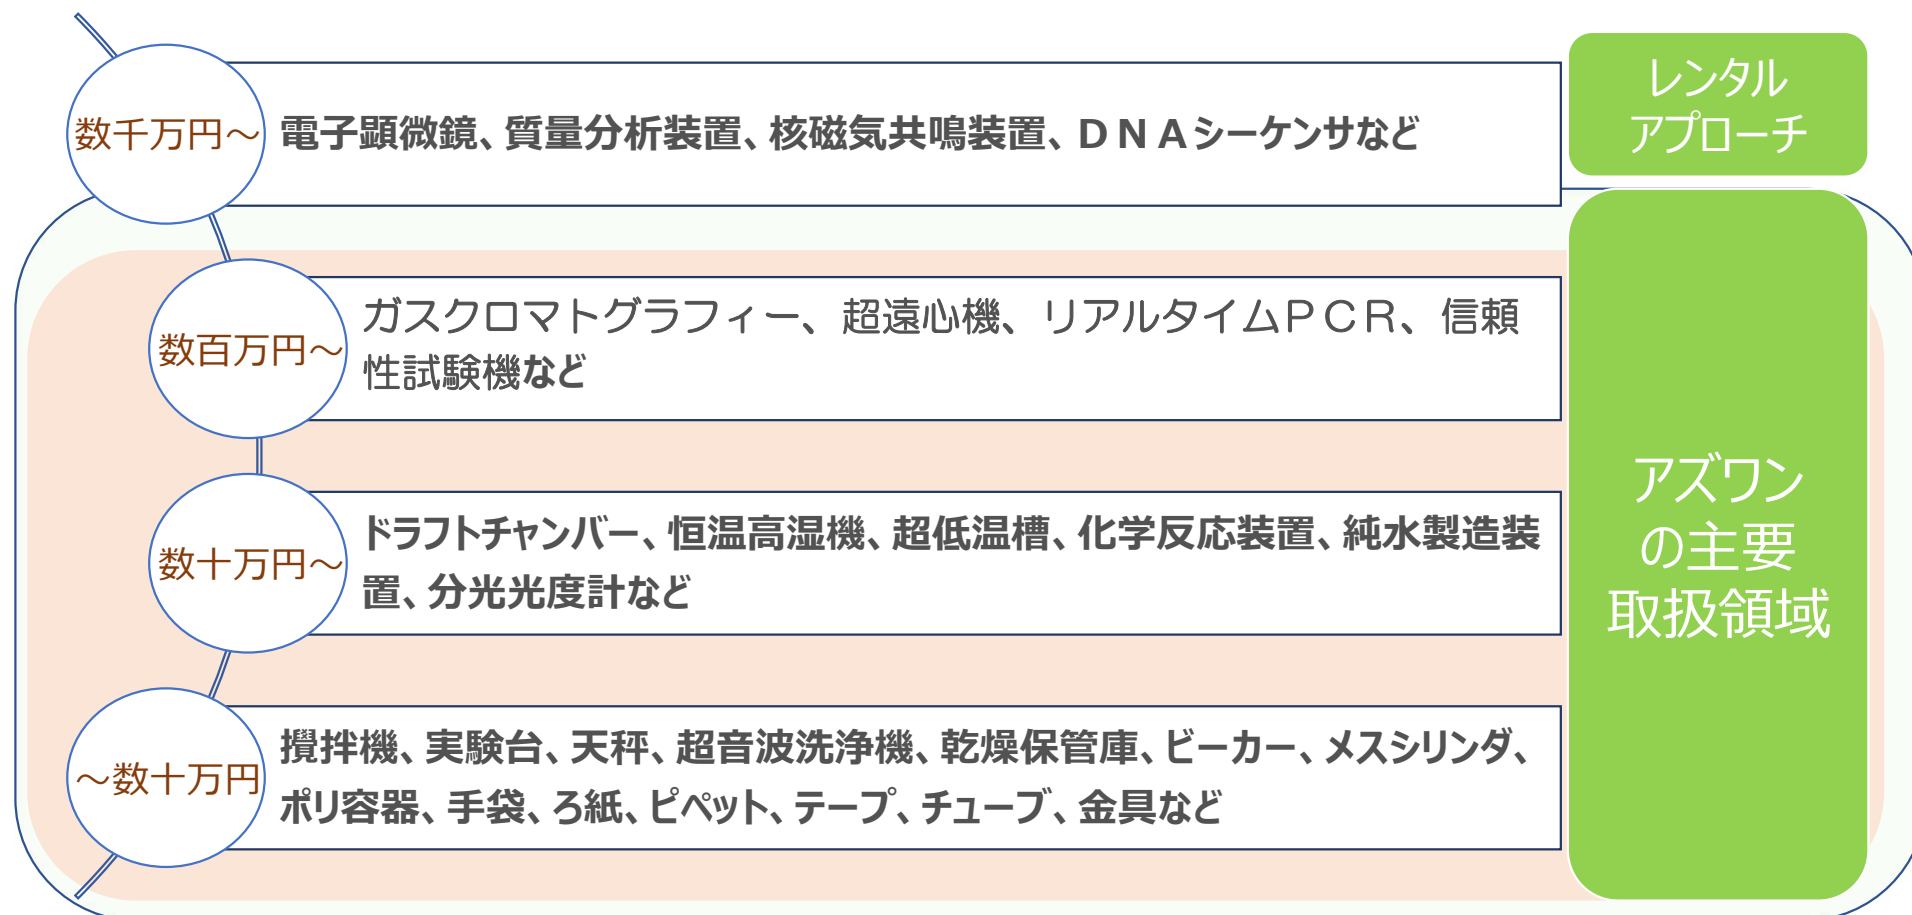 数千万円～
電子顕微鏡、質量分析装置、核磁気共鳴装置、ＤＮＡシーケンサなど
レンタル
アプローチ
数百万円～
ガスクロマトグラフィー、超遠心機、リアルタイムＰＣＲ、信頼
性試験機など
数十万円～
ドラフトチャンバー、恒温高湿機、超低温槽、化学反応装置、純水製造装
置、分光光度計など
アズワン
の主要
取扱領域
～数十万円
攪拌機、実験台、天秤、超音波洗浄機、乾燥保管庫、ビーカー、メスシリンダ、
ポリ容器、手袋、ろ紙、ピペット、テープ、チューブ、金具など